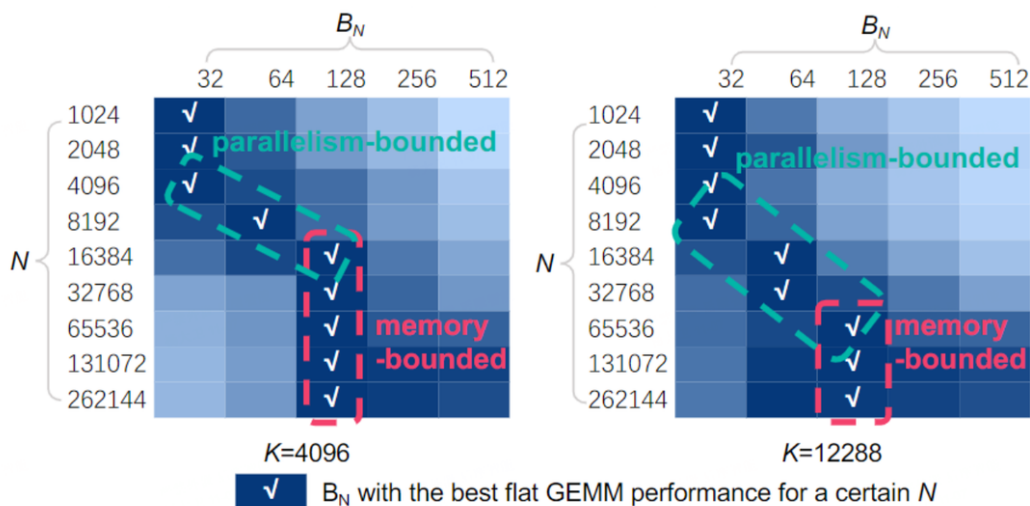 B_N B_N
32 64 128 256 512 32 64 128 256 512
1024 √ 1024 √
2048 √ parallelism-bounded 2048 √ parallelism-bounded
4096 √ 4096 √
8192 √ 8192 √
N 16384 √ N 16384 √
32768 √ 32768 √
65536 √ memory 65536 √ memory
131072 √ -bounded 131072 √ -bounded
262144 √ 262144 √
K=4096 K=12288
√ B_N with the best flat GEMM performance for a certain N